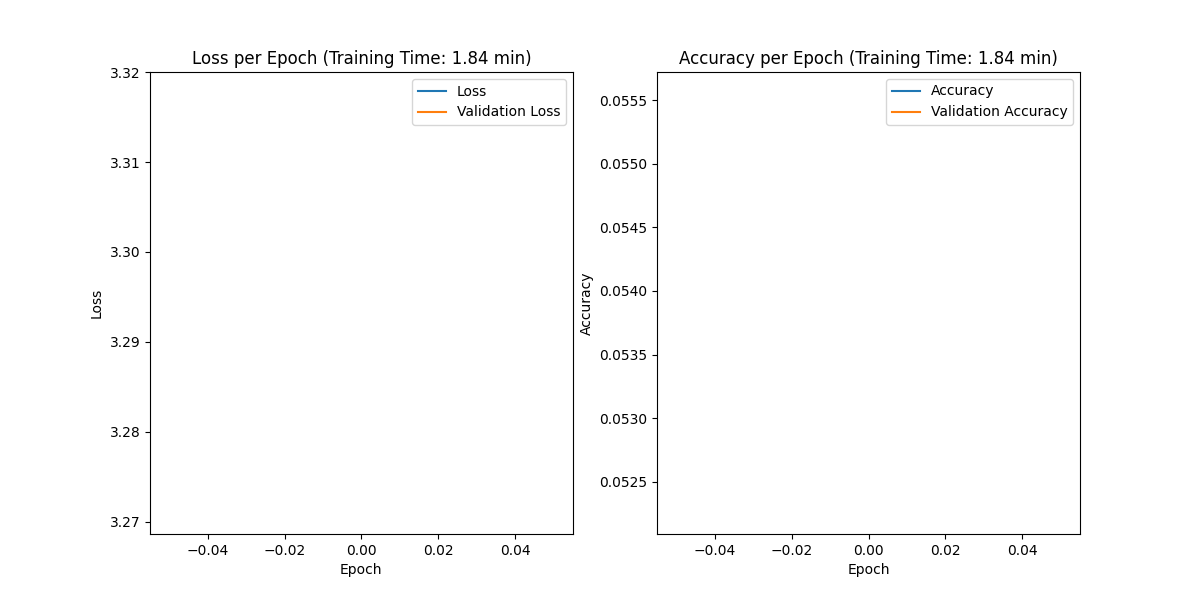 Loss per Epoch (Training Time: 1.84 min)
Loss
Validation Loss
3.32
3.31
3.30
3.29
3.28
3.27
Loss
−0.04
−0.02
0.00
0.02
0.04
Epoch
Accuracy per Epoch (Training Time: 1.84 min)
Accuracy
Validation Accuracy
0.0555
0.0550
0.0545
0.0540
0.0535
0.0530
0.0525
Accuracy
−0.04
−0.02
0.00
0.02
0.04
Epoch